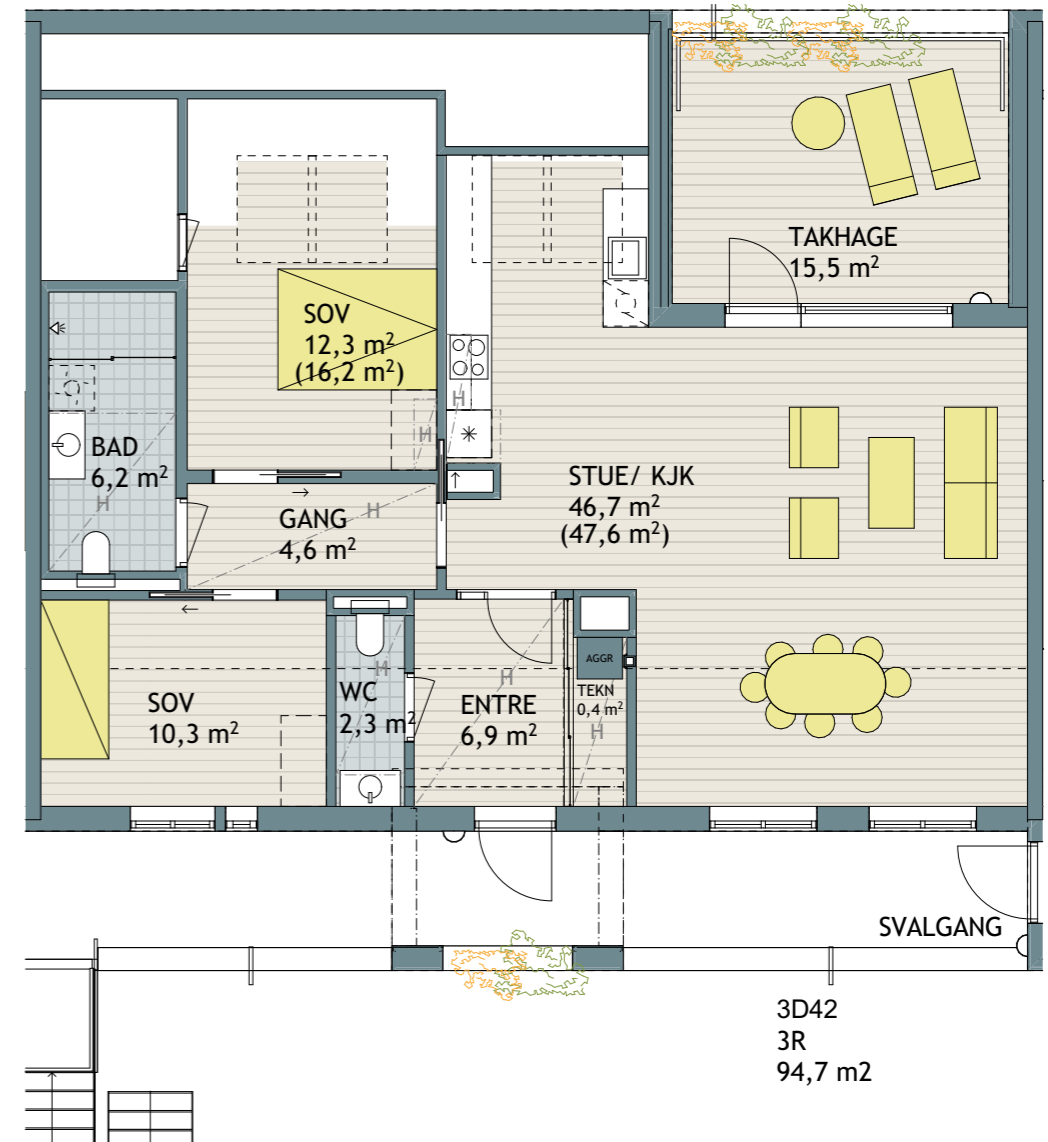 TAKHAGE
15,5 m²
SOV
12,3 m²
(16,2 m²)
H
H
BAD
6,2 m²
H
STUE/ KJK
46,7 m²
(47,6 m²)
GANG
4,6 m²
H
SOV
10,3 m²
WC
2,3 m²
H
ENTRE
6,9 m²
H
AGGR
TEKN
0,4 m²
H
SVALGANG
3D42
3R
94,7 m2